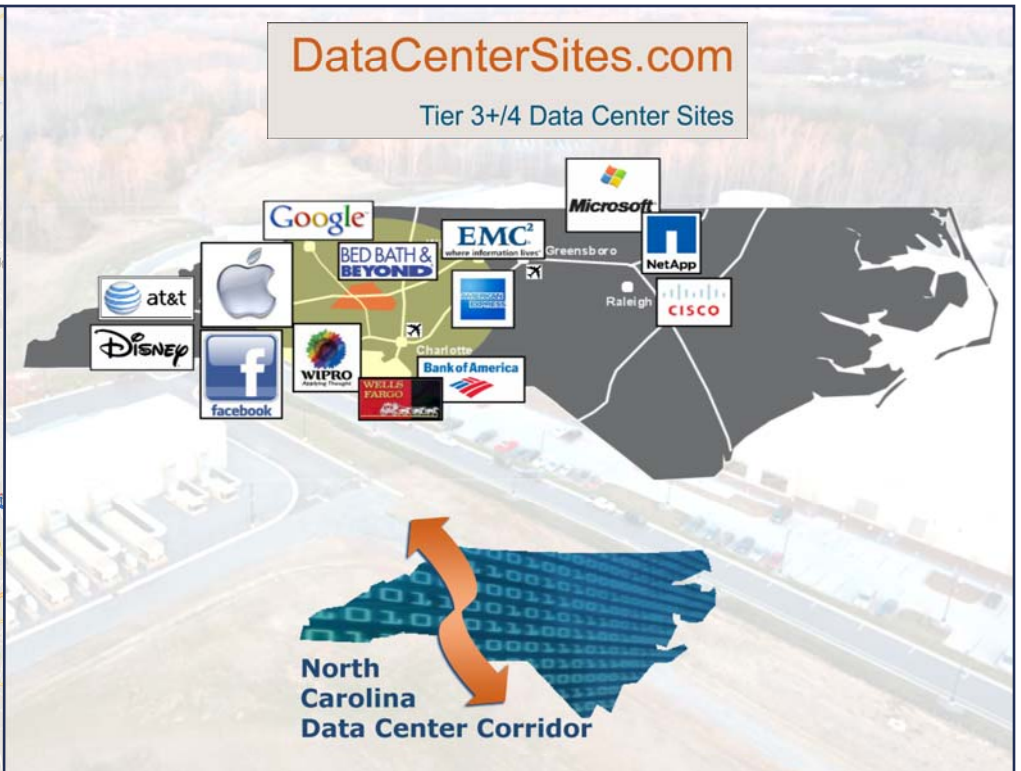 DataCenterSites.com
Tier 3+/4 Data Center Sites
Microsoft
Google
EMC²
where information lives
BED BATH &
BEYOND
Greensboro
NetApp
at&t
AMERICAN
EXPRESS
Raleigh
CISCO
Disney
WIPRO
Applying Thought
Charlotte
Bank of America
WELLS
FARGO
facebook
North
Carolina
Data Center Corridor